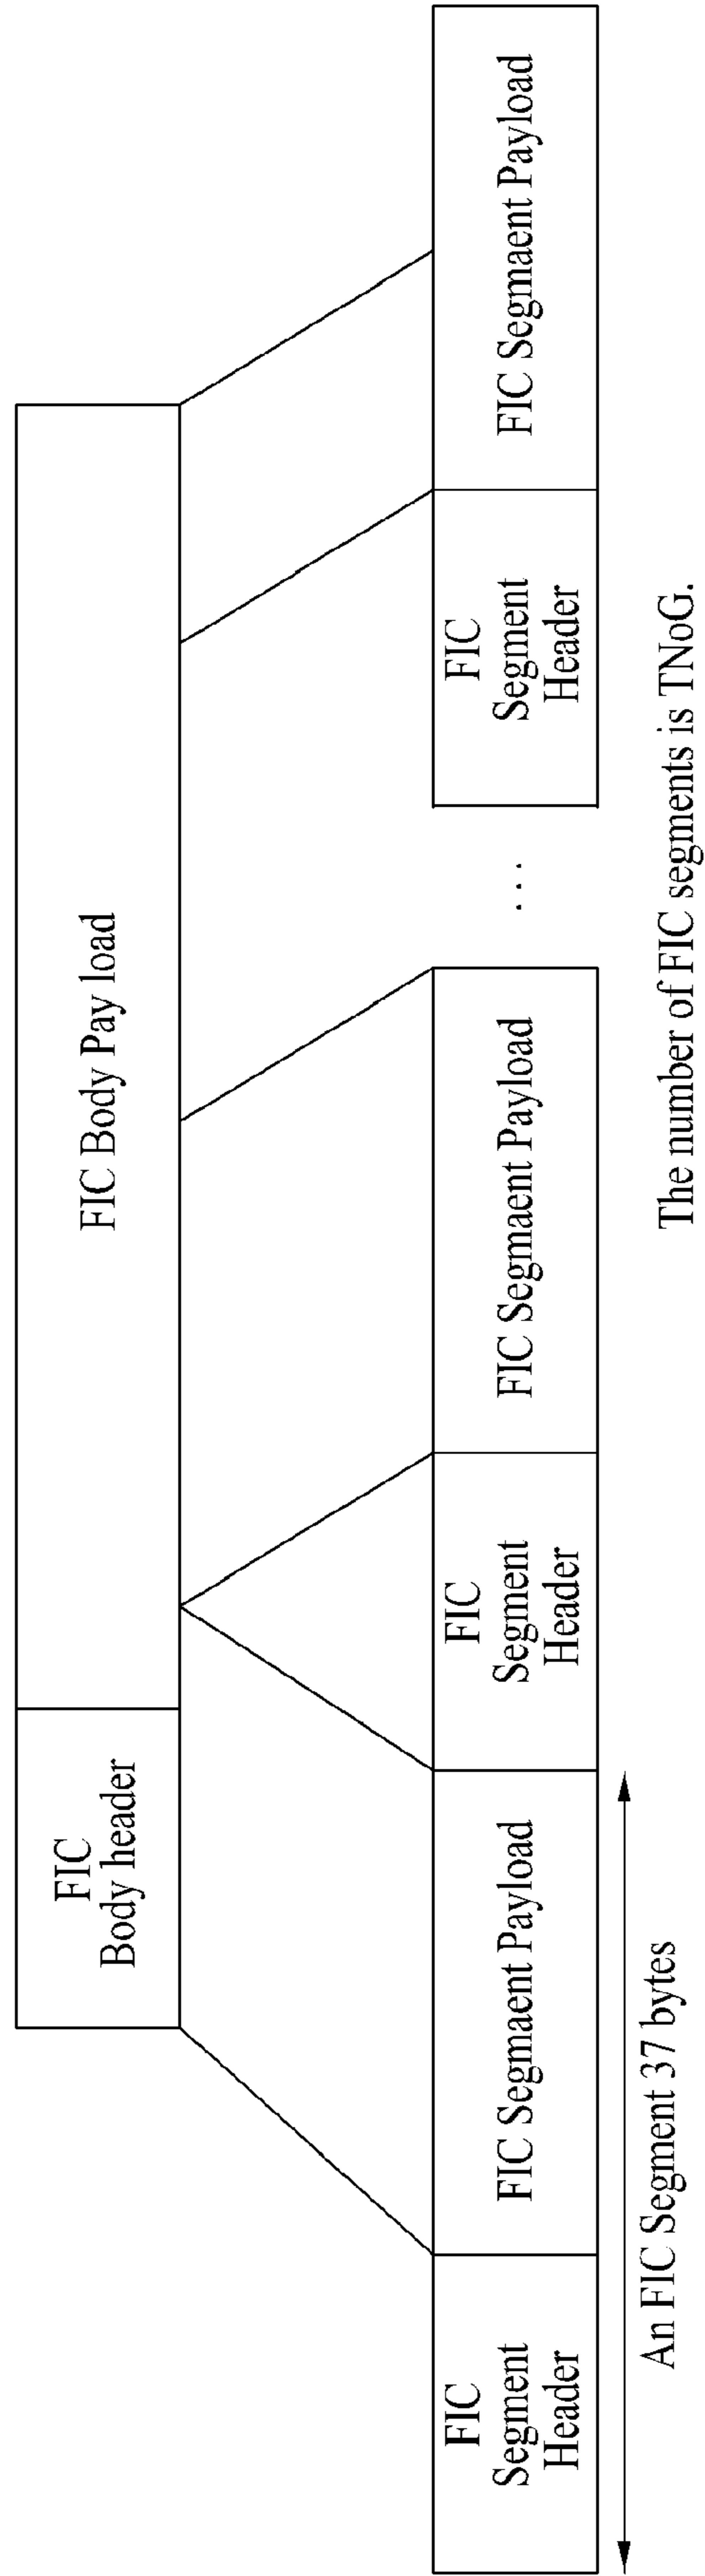 FIC
Body header
FIC Body Pay load
FIC
Segment
Header
FIC Segmaent Payload
FIC
Segment
Header
FIC Segmaent Payload
...
FIC
Segment
Header
FIC Segmaent Payload
An FIC Segment 37 bytes
The number of FIC segments is TNoG.